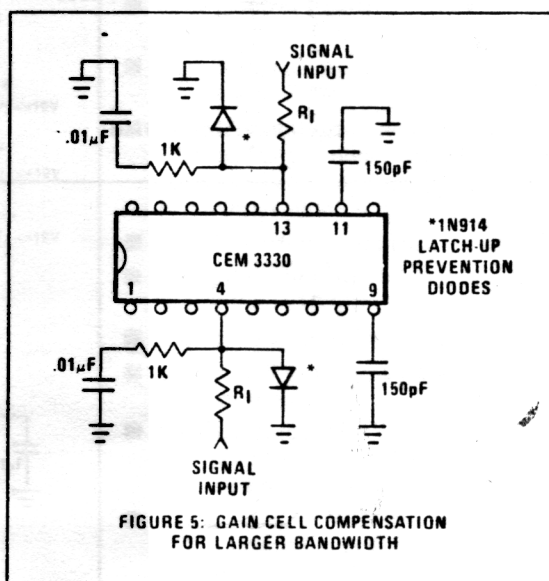 SIGNAL
INPUT
.01µF
1K
*
R₁
150pF
13
11
CEM 3330
*1N914
LATCH-UP
PREVENTION
DIODES
1
4
9
.01µF
1K
R₁
*
150pF
SIGNAL
INPUT
FIGURE 5: GAIN CELL COMPENSATION
FOR LARGER BANDWIDTH